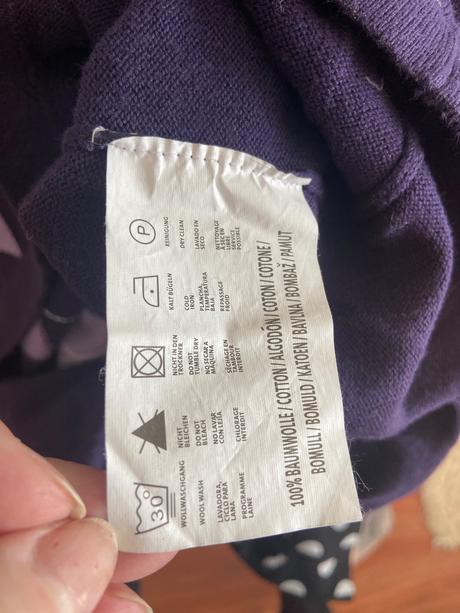 30
WOLLWASCHGANG
WOOL WASH
LAVADORA,
CICLO PARA
LANA
PROGRAMME
LAINE
NICHT
BLEICHEN
DO NOT
BLEACH
NO LAVAR
CON LEJÍA
CHLORAGE
INTERDIT
NICHT IN DEN
TROCKNER
DO NOT
TUMBLE DRY
NO SECAR A
MÁQUINA
SÉCHAGE EN
TAMBOUR
INTERDIT
KALT BÜGELN
COLD
IRON
PLANCHA,
TEMPERATURA
BAJA
REPASSAGE
FROID
P
REINIGUNG
DRY CLEAN
LAVADO EN
SECO
NETTOYAGE
À SEC EN
LIBRE
SERVICE
POSSIBLE
100% BAUMWOLLE / COTTON / ALGODÓN / COTON / COTONE /
BOMULL / BOMULD / KATOEN / BAVLNA / BOMBAŽ / PAMUT